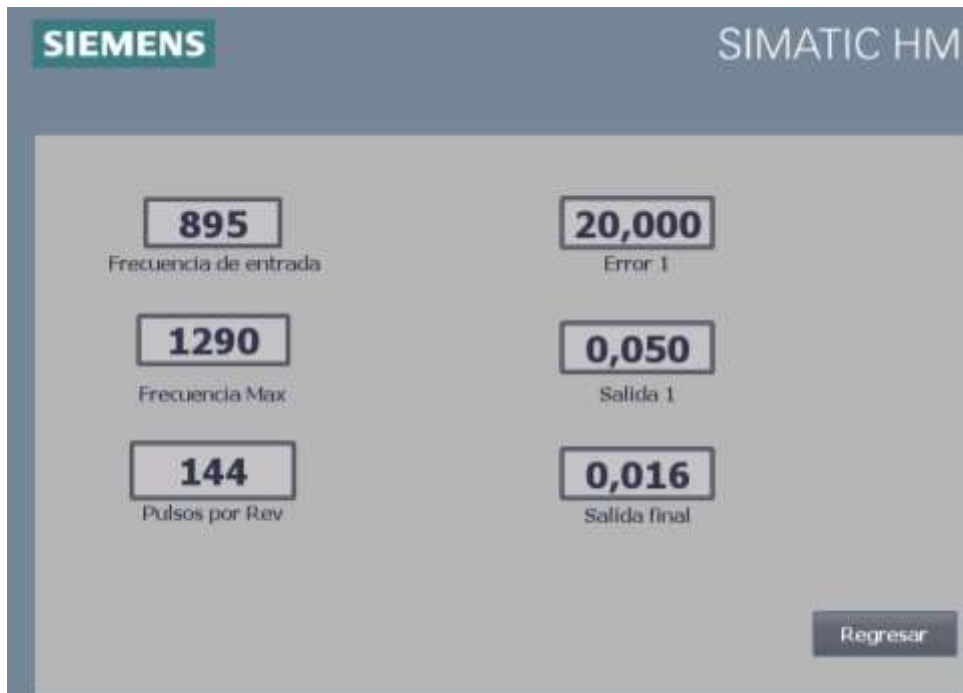 SIEMENS
SIMATIC HM
895
Frecuencia de entrada
20,000
Error 1
1290
Frecuencia Max
0,050
Salida 1
144
Pulsos por Rev
0,016
Salida final
Regresar